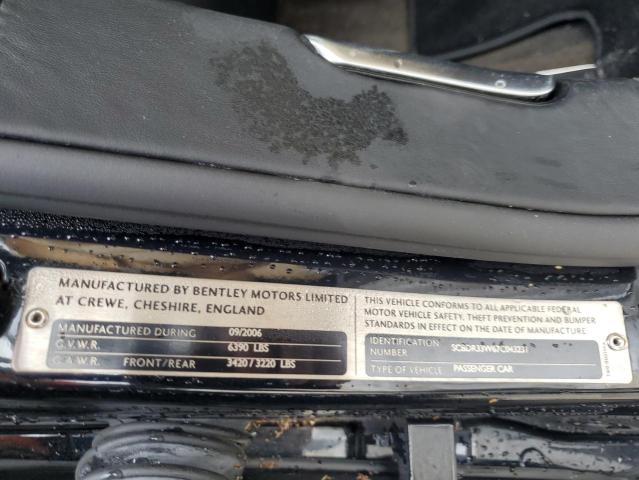 MANUFACTURED BY BENTLEY MOTORS LIMITED
AT CREWE, CHESHIRE, ENGLAND
MANUFACTURED DURING 09/2006
G.V.W.R. 6390 LBS
G.A.W.R. FRONT/REAR 3420 / 3220 LBS
THIS VEHICLE CONFORMS TO ALL APPLICABLE FEDERAL
MOTOR VEHICLE SAFETY, THEFT PREVENTION AND BUMPER
STANDARDS IN EFFECT ON THE DATE OF MANUFACTURE
IDENTIFICATION
NUMBER
TYPE OF VEHICLE PASSENGER CAR